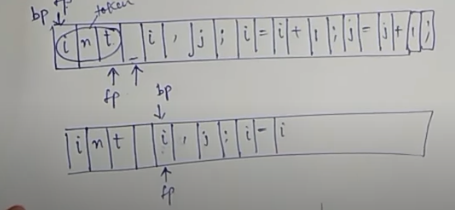 token
bp
i n t _ i , j ; i = i + 1 ; j = j + 1 ;
fp
bp
i n t i , j ; i = i
fp